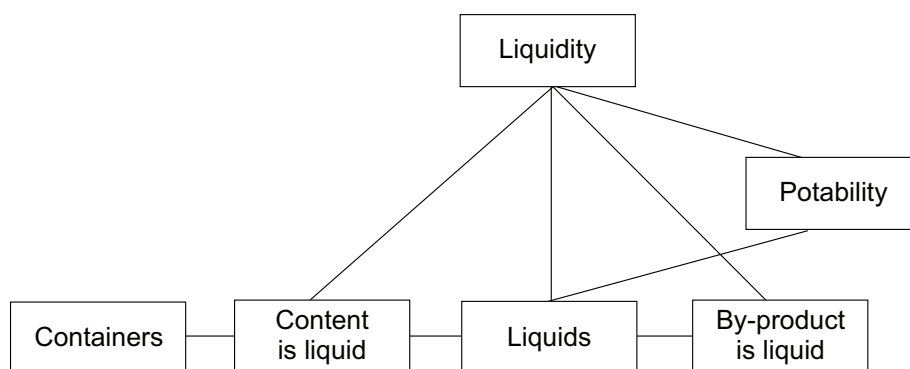 Liquidity
Potability
Containers
Content
is liquid
Liquids
By-product
is liquid